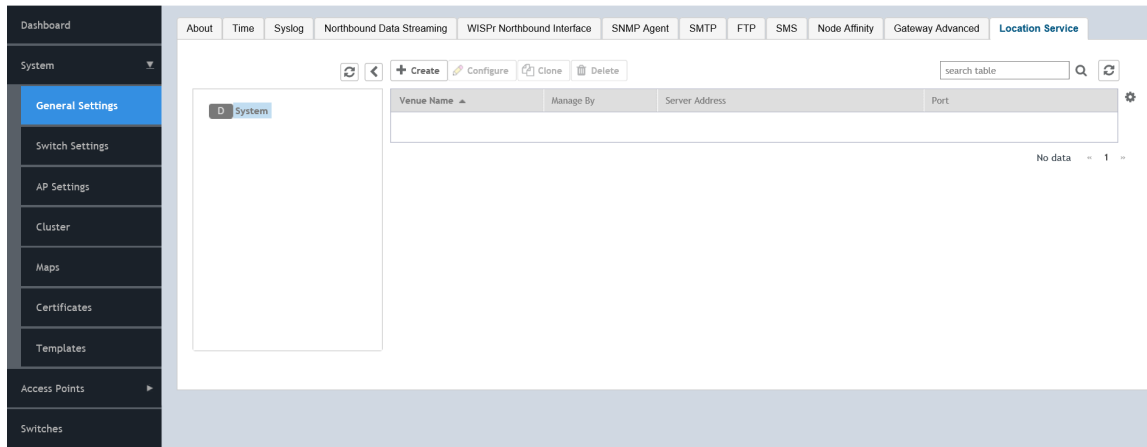 Dashboard
System
General Settings
Switch Settings
AP Settings
Cluster
Maps
Certificates
Templates
Access Points
Switches
About Time Syslog Northbound Data Streaming WISPr Northbound Interface SNMP Agent SMTP FTP SMS Node Affinity Gateway Advanced Location Service
Create Configure Clone Delete search table
D System
Venue Name Manage By Server Address Port
No data « 1 »